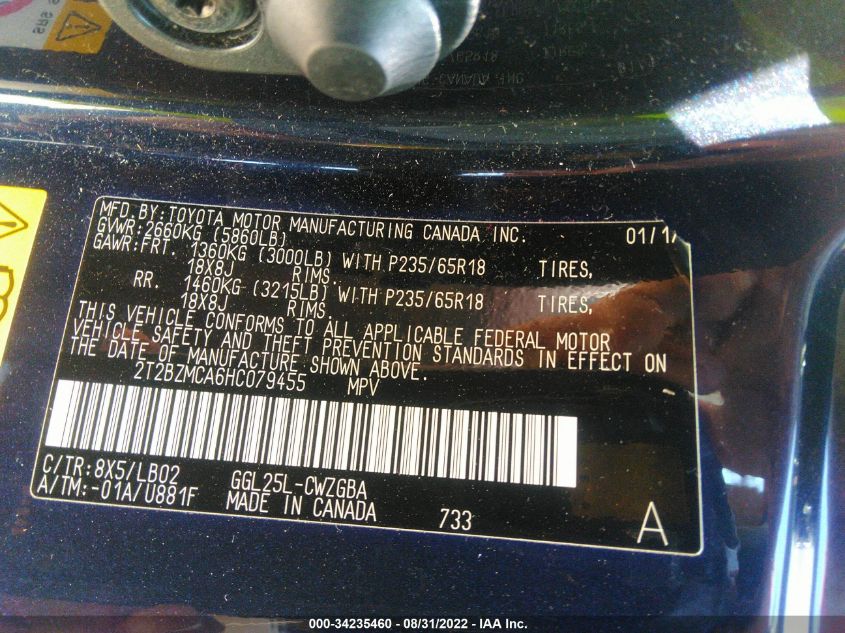 MFD.BY:TOYOTA MOTOR MANUFACTURING CANADA INC. 01/1
GVWR:2660KG (5860LB)
GAWR:FRT. 1360KG (3000LB) WITH P235/65R18 TIRES,
18X8J RIMS.
RR. 1460KG (3215LB) WITH P235/65R18 TIRES,
18X8J RIMS.
THIS VEHICLE CONFORMS TO ALL APPLICABLE FEDERAL MOTOR
VEHICLE SAFETY AND THEFT PREVENTION STANDARDS IN EFFECT ON
THE DATE OF MANUFACTURE SHOWN ABOVE.
2T2BZMCA6HC079455 MPV
C/TR:8X5/LB02 GGL25L-CWZGBA
A/TM:-01A/U881F MADE IN CANADA 733 A
000-34235460 - 08/31/2022 - IAA Inc.